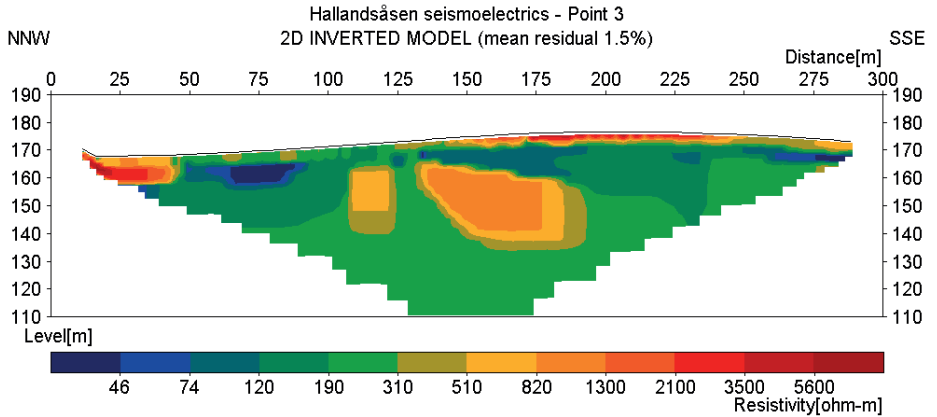 Hallandsåsen seismoelectrics - Point 3
NNW 2D INVERTED MODEL (mean residual 1.5%) SSE
Distance[m]
0 25 50 75 100 125 150 175 200 225 250 275 300
190 190
180 180
170 170
160 160
150 150
140 140
130 130
120 120
110 110
Level[m]
46 74 120 190 310 510 820 1300 2100 3500 5600
Resistivity[ohm-m]